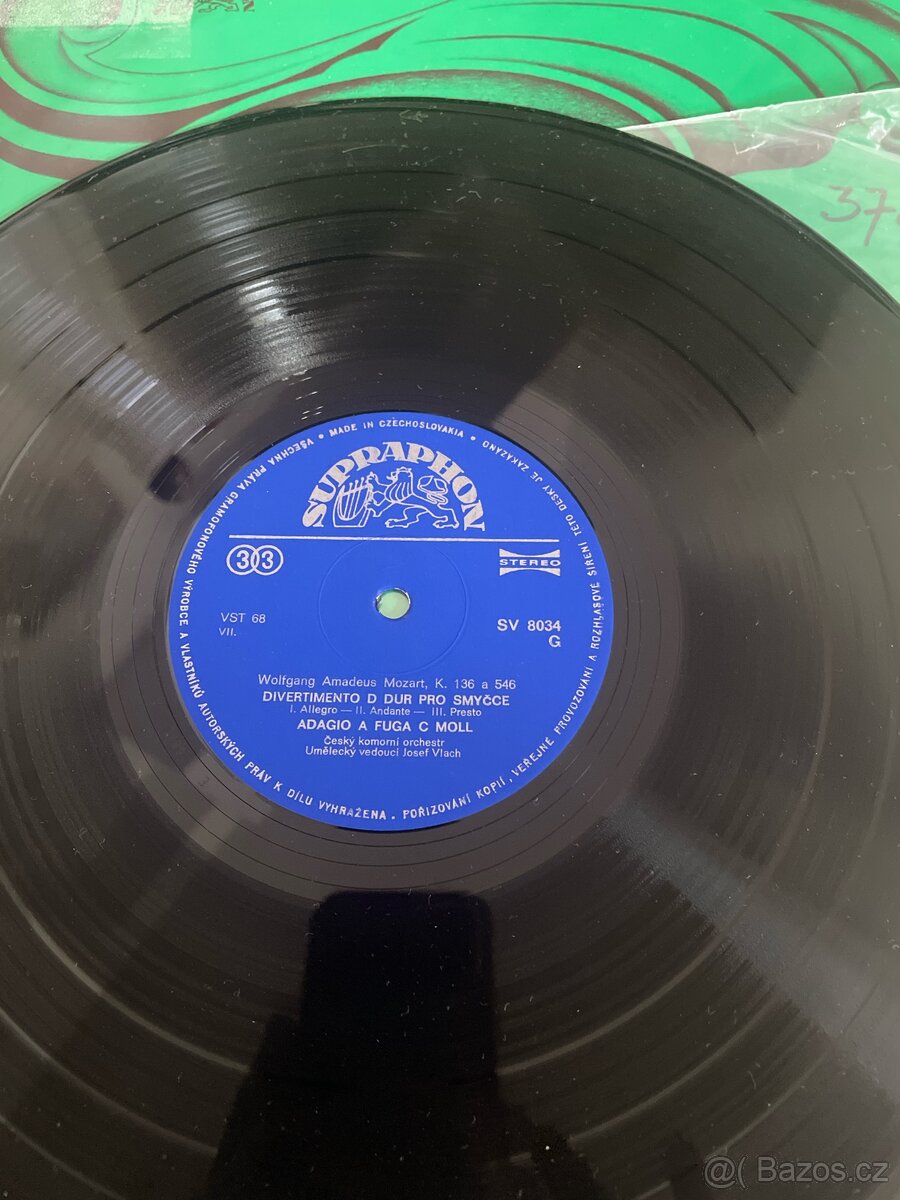 37
VŠECHNA PRÁVA GRAMOFONOVÉHO VÝROBCE A VLASTNÍKŮ AUTORSKÝCH PRÁV K DÍLU VYHRAŽENA . POŘIZOVÁNÍ KOPIÍ, VEŘEJNÉ PROVOZOVÁNÍ A ROZHLASOVÉ ŠÍŘENÍ TÉTO DESKY JE ZAKÁZÁNO • MADE IN CZECHOSLOVAKIA •
SUPRAPHON
33
STEREO
VST 68
VII.
SV 8034
G
Wolfgang Amadeus Mozart, K. 136 a 546
DIVERTIMENTO D DUR PRO SMYČCE
I. Allegro — II. Andante — III. Presto
ADAGIO A FUGA C MOLL
Český komorní orchestr
Umělecký vedoucí Josef Vlach
@( Bazos.cz